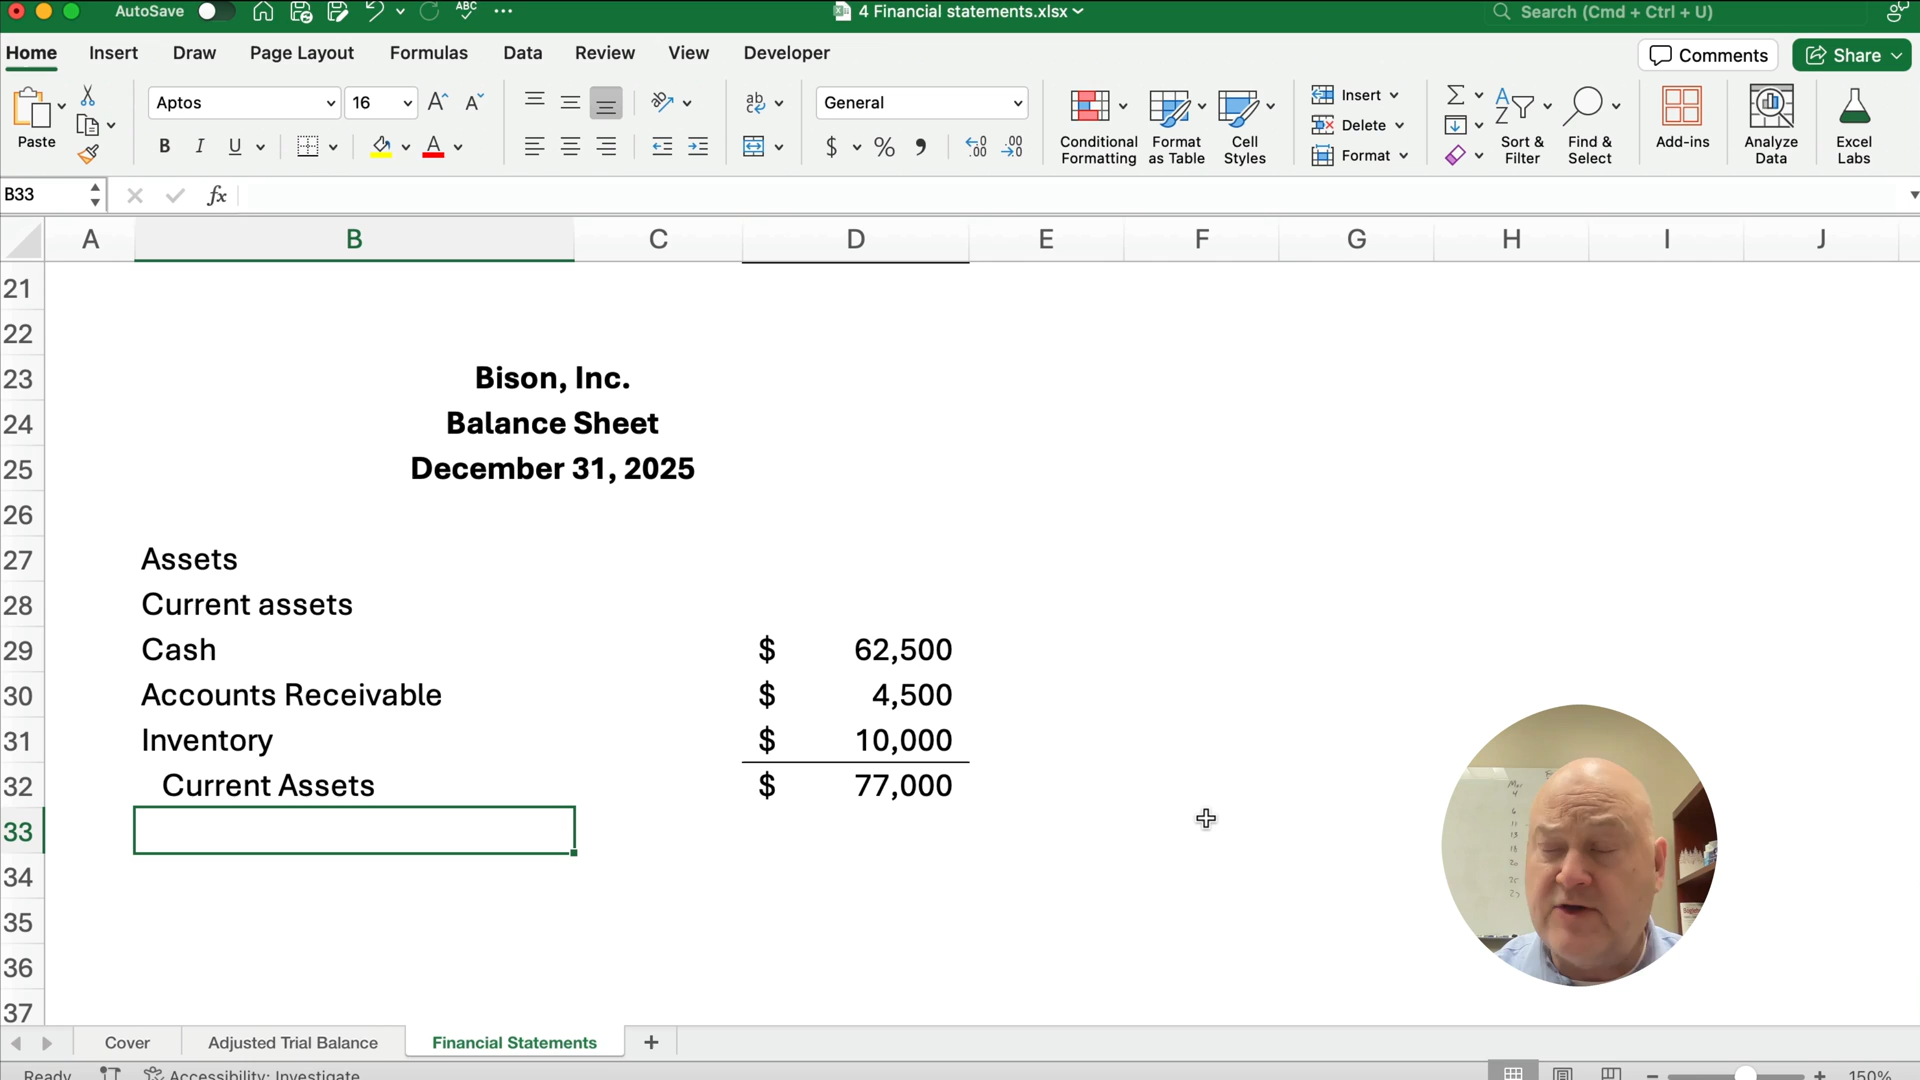 AutoSave
ABC
4 Financial statements.xlsx
Search (Cmd + Ctrl + U)
Home Insert Draw Page Layout Formulas Data Review View Developer
Comments
Share
Paste
Aptos
16
General
Conditional Formatting
Format as Table
Cell Styles
Insert
Delete
Format
Sort & Filter
Find & Select
Add-ins
Analyze Data
Excel Labs
B33
fx
A B C D E F G H I J
21
22
23 Bison, Inc.
24 Balance Sheet
25 December 31, 2025
26
27 Assets
28 Current assets
29 Cash $ 62,500
30 Accounts Receivable $ 4,500
31 Inventory $ 10,000
32 Current Assets $ 77,000
33
34
35
36
37
Cover
Adjusted Trial Balance
Financial Statements
Ready
Accessibility: Investigate
150%